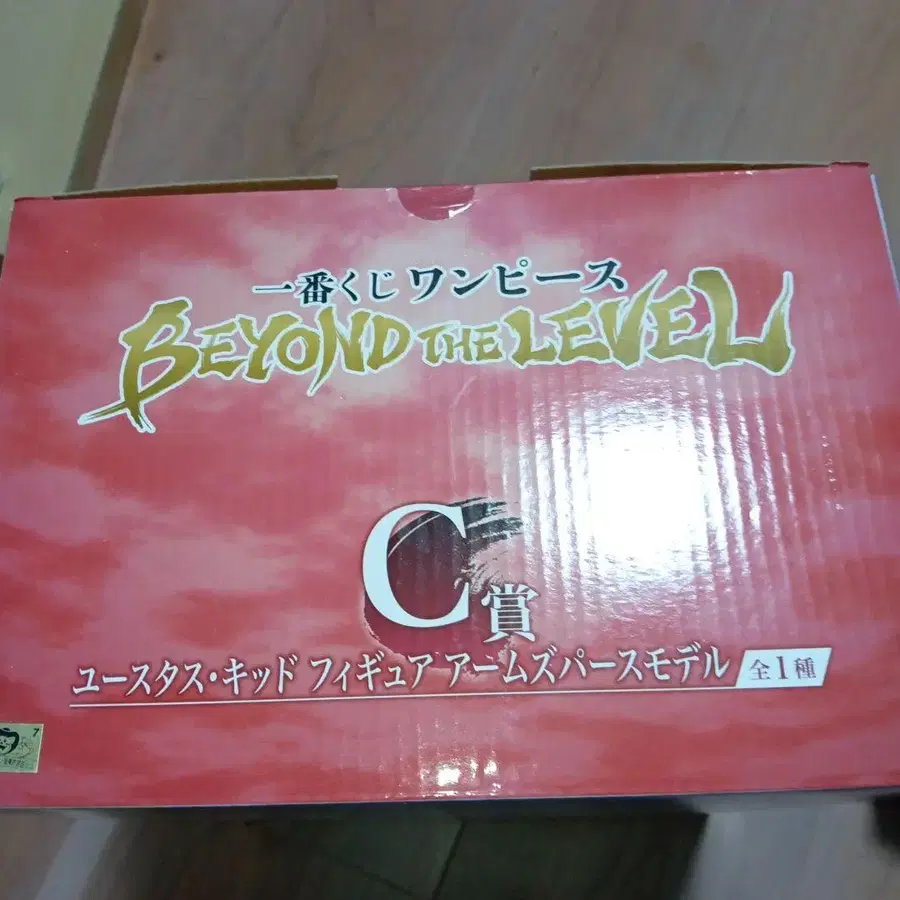 一番くじ ワンピース
BEYOND THE LEVEL
C賞
ユースタス・キッド フィギュア アームズパースモデル 全1種
7